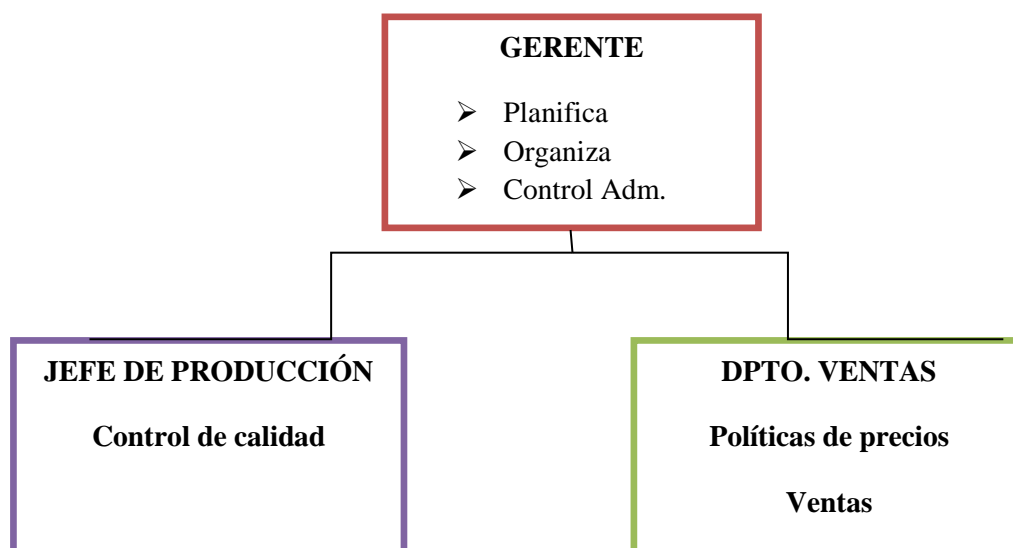 GERENTE
➢ Planifica
➢ Organiza
➢ Control Adm.
JEFE DE PRODUCCIÓN
Control de calidad
DPTO. VENTAS
Políticas de precios
Ventas